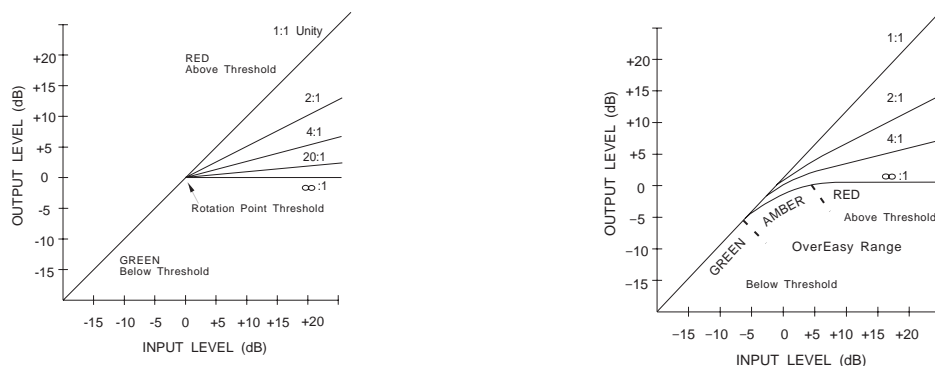 1:1 Unity
RED
Above Threshold
2:1
4:1
20:1
∞:1
Rotation Point Threshold
GREEN
Below Threshold
OUTPUT LEVEL (dB)
+20
+15
+10
+5
0
-5
-10
-15
-15 -10 -5 0 +5 +10 +15 +20
INPUT LEVEL (dB)
1:1
2:1
4:1
∞:1
RED
AMBER
GREEN
Above Threshold
OverEasy Range
Below Threshold
OUTPUT LEVEL (dB)
+20
+15
+10
+5
0
−5
−10
−15
−15 −10 −5 0 +5 +10 +15 +20
INPUT LEVEL (dB)